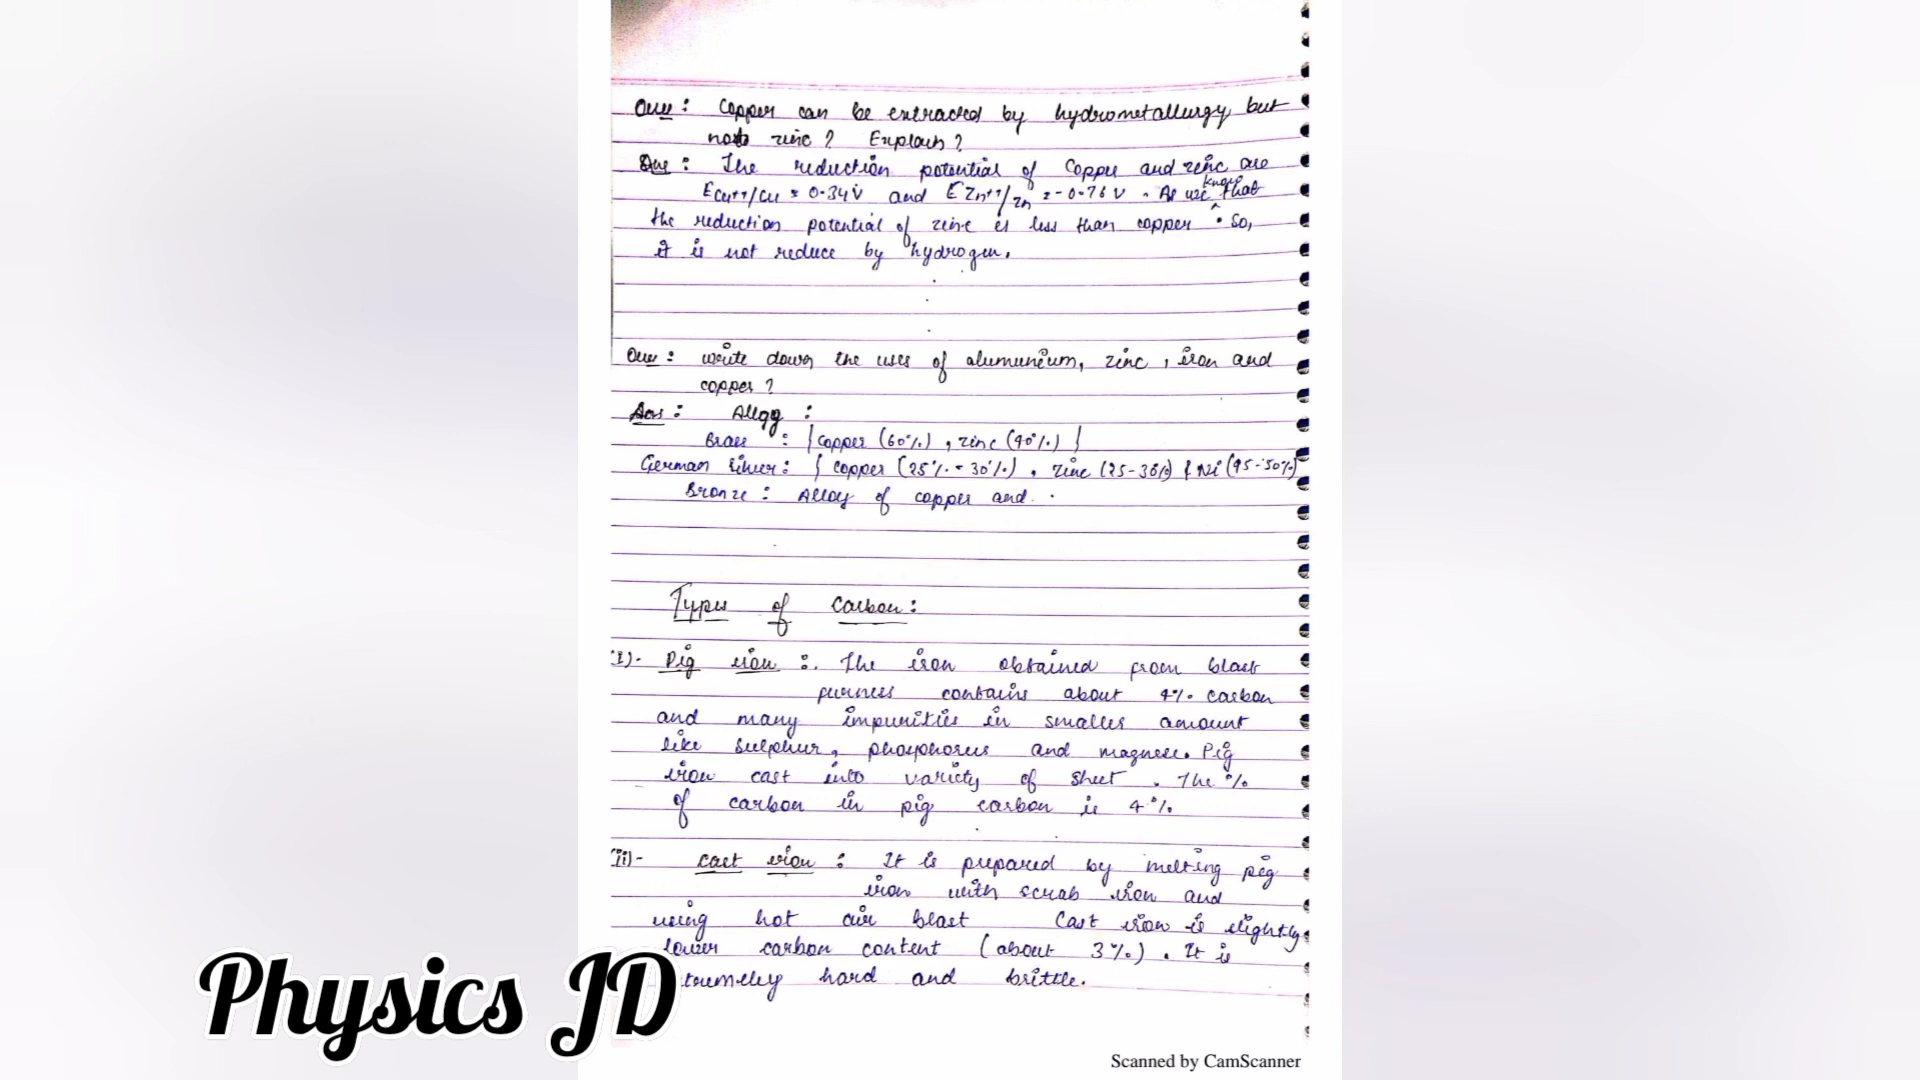 Que : Copper can be extracted by hydrometallurgy but
not zinc ? Explain ?
Ans : The reduction potential of Copper and zinc are
E Cu++/Cu = 0.34V and E Zn++/Zn = -0.76 V . As we know that
the reduction potential of zinc is less than copper . So,
it is not reduce by hydrogen.
Que : write down the uses of alumunium, zinc , iron and
copper ?
Ans : Alloy :
Brass : { copper (60%) , zinc (40%) }
German silver : { copper (25% - 30%) , zinc (25-30%) & Ni (45-50%)
Bronze : Alloy of copper and .
Types of Carbon :
(i)- Pig iron : The iron obtained from blast
furness contains about 4% carbon
and many impurities in smaller amount
like sulphur, phosphorus and magnese. Pig
iron cast into variety of sheet . The %
of carbon in pig carbon is 4%
(ii)- Cast iron : It is prepared by melting pig
iron with scrab iron and
using hot air blast Cast iron is slightly
lower carbon content (about 3%) . It is
hard and brittle.
Physics JD
Scanned by CamScanner